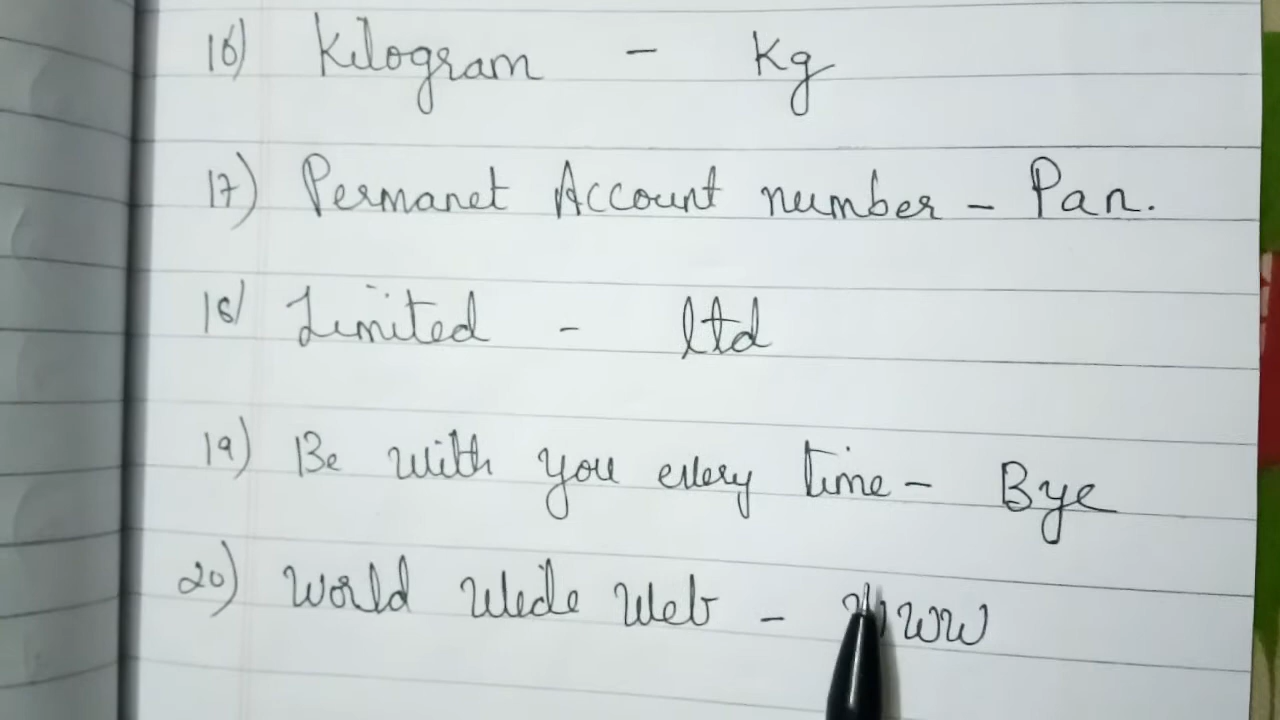 16) Kilogram - Kg
17) Permanet Account number - Pan.
18) Limited - ltd
19) Be with you every time - Bye
20) World Wide Web - WWW